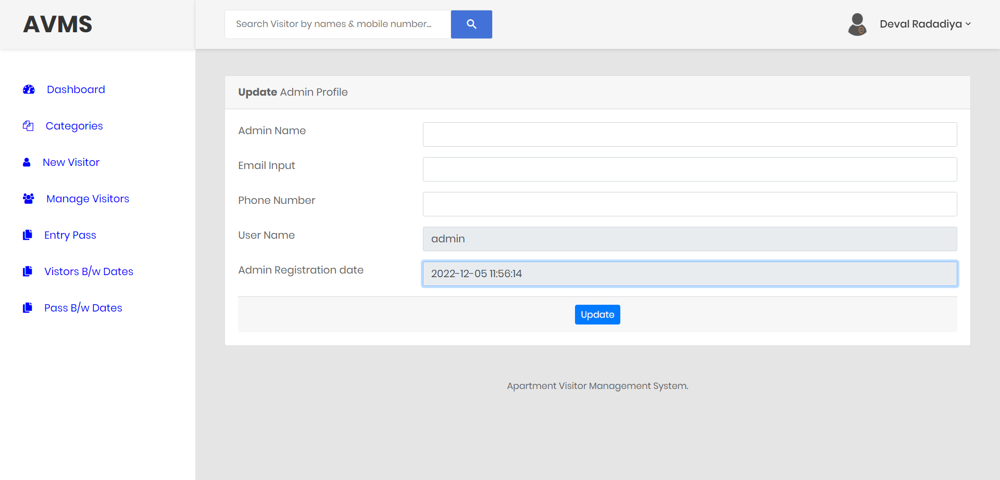 AVMS
Search Visitor by names & mobile number...
Deval Radadiya
Dashboard
Categories
New Visitor
Manage Visitors
Entry Pass
Vistors B/w Dates
Pass B/w Dates
Update Admin Profile
Admin Name
Email Input
Phone Number
User Name
admin
Admin Registration date
2022-12-05 11:56:14
Update
Apartment Visitor Management System.